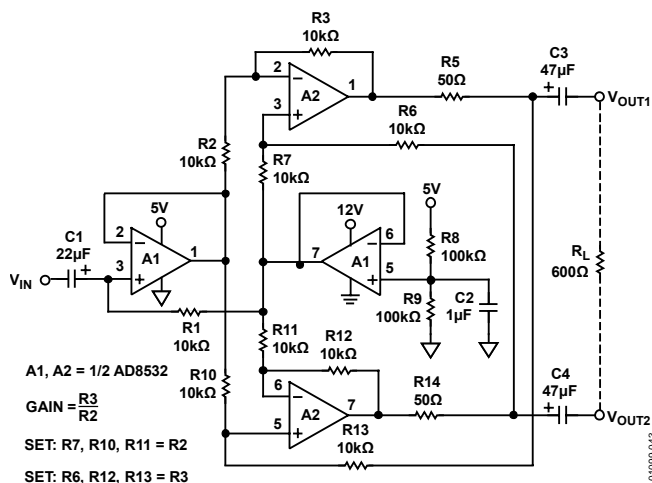 R3
10kΩ
2
A2
1
3
R5
50Ω
C3
47µF
+
VOUT1
R6
10kΩ
R2
10kΩ
R7
10kΩ
5V
12V
5V
2
A1
1
3
6
7
A1
5
R8
100kΩ
C1
22µF
+
VIN
R9
100kΩ
C2
1µF
RL
600Ω
R1
10kΩ
R11
10kΩ
R12
10kΩ
A1, A2 = 1/2 AD8532
R10
10kΩ
6
A2
7
5
R14
50Ω
C4
47µF
+
VOUT2
GAIN = R3
R2
R13
10kΩ
SET: R7, R10, R11 = R2
SET: R6, R12, R13 = R3